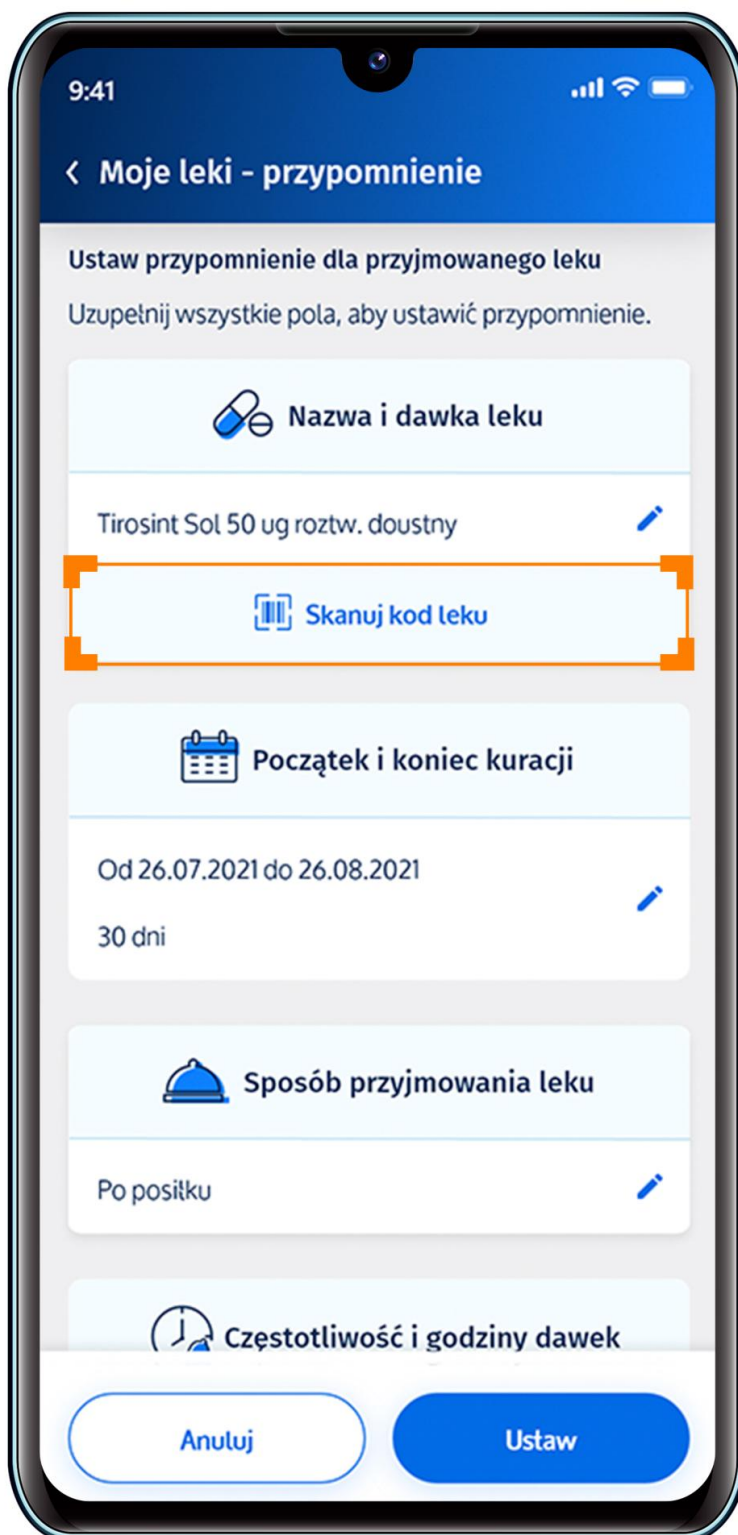 9:41
Moje leki - przypomnienie
Ustaw przypomnienie dla przyjmowanego leku
Uzupełnij wszystkie pola, aby ustawić przypomnienie.
Nazwa i dawka leku
Tirosint Sol 50 ug roztw. doustny
Skanuj kod leku
Początek i koniec kuracji
Od 26.07.2021 do 26.08.2021
30 dni
Sposób przyjmowania leku
Po posiłku
Częstotliwość i godziny dawek
Anuluj
Ustaw